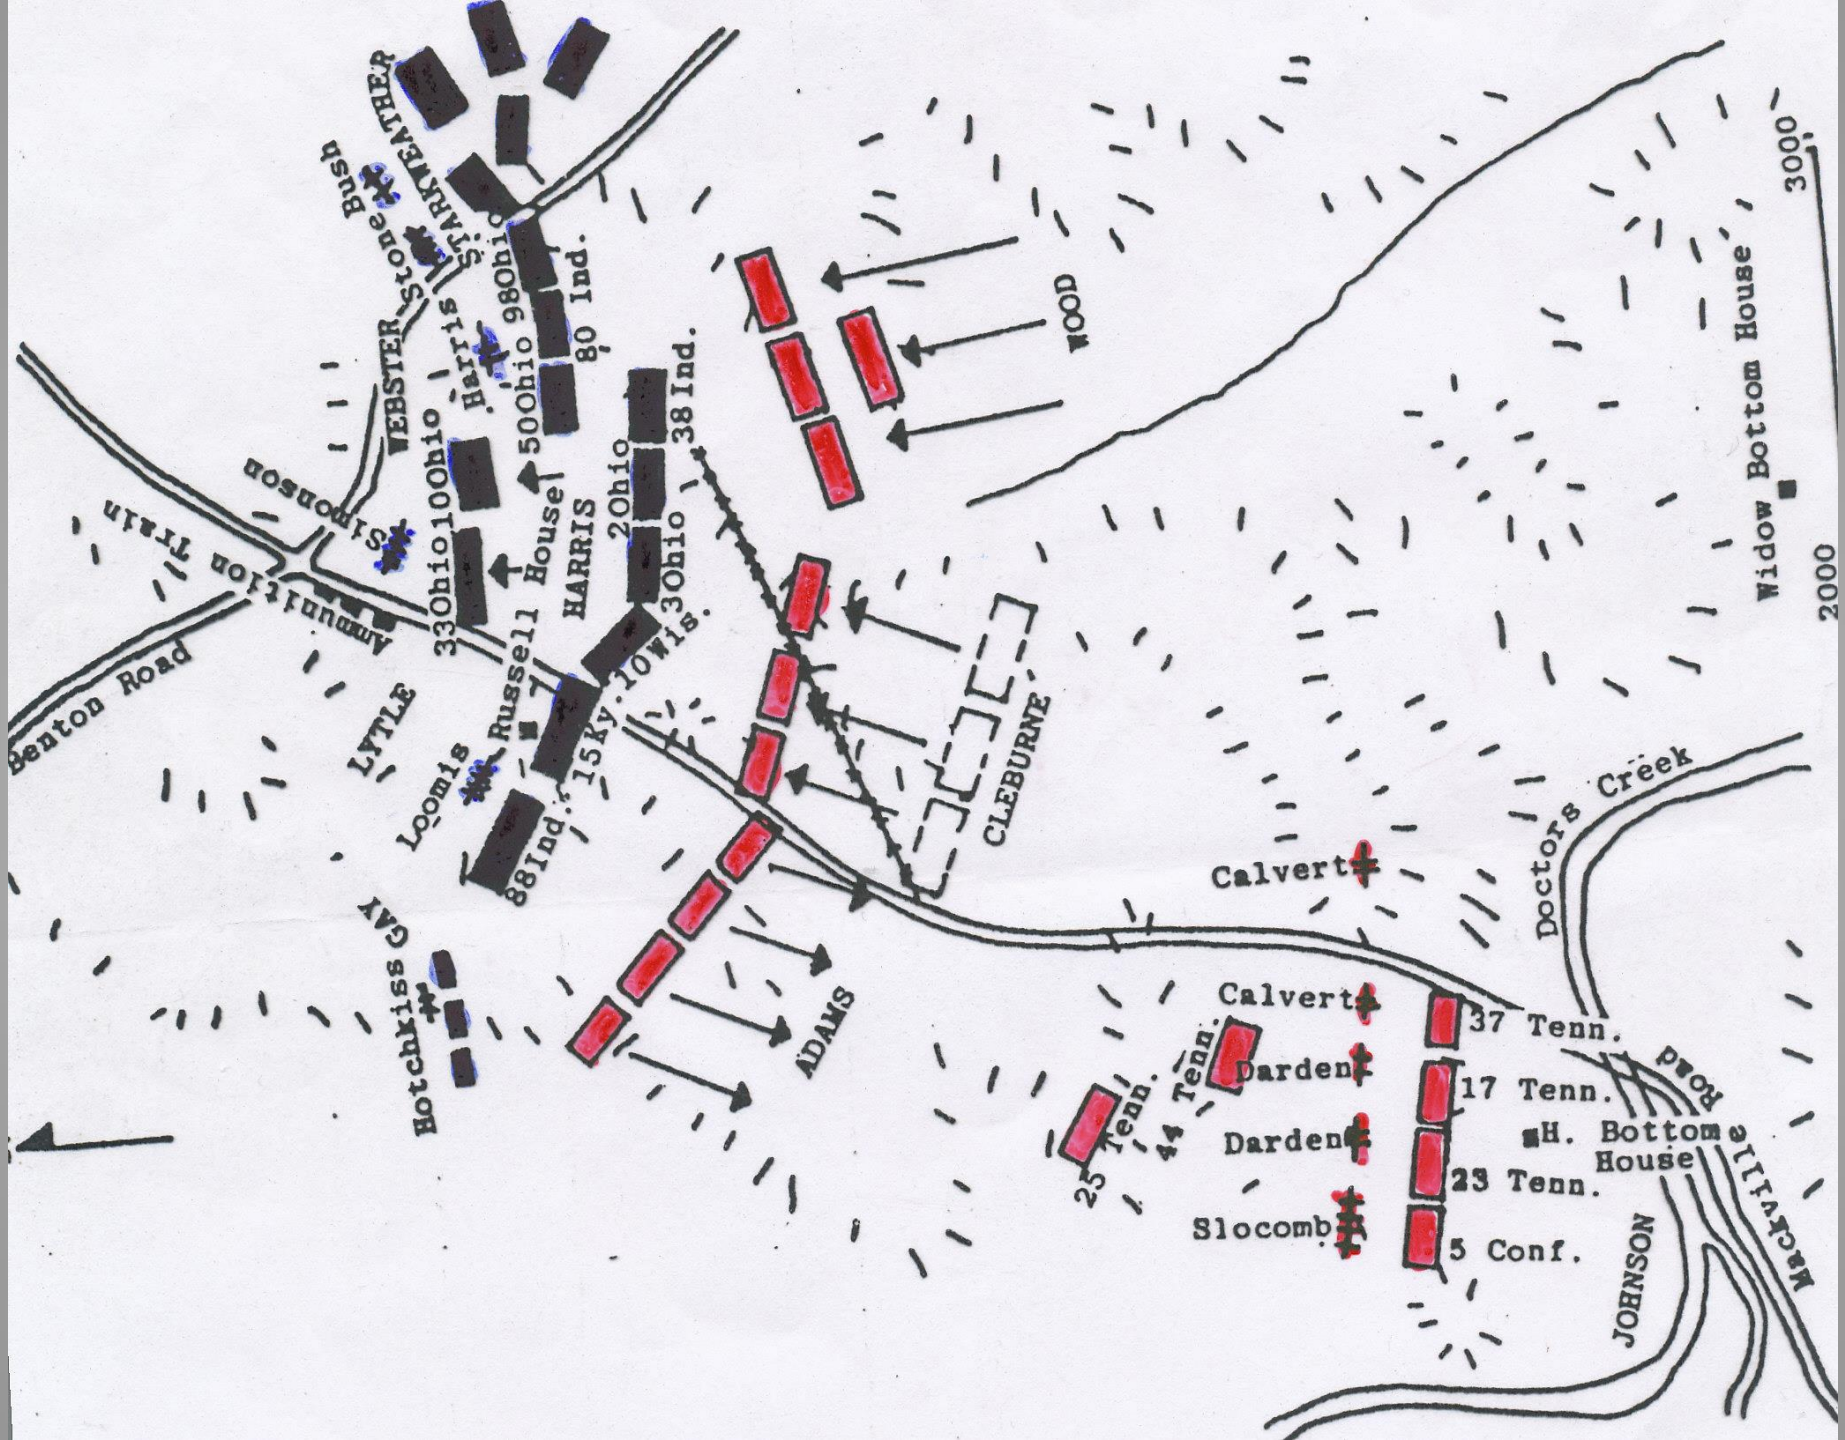 STARKWEATHER
Bush
Stone
98Ohio
80 Ind.
Harris
50Ohio
WEBSTER
38 Ind.
WOOD
3000
Widow Bottom House
2000
Simonson
Ammunition Train
100Ohio
33Ohio
2Ohio
HARRIS
Russell House
3Ohio
10Wis.
Benton Road
LYTLE
15Ky.
Loomis
88Ind.
CLEBURNE
Doctors Creek
Calvert
GAY
Hotchkiss
ADAMS
Calvert
37 Tenn.
Darden
44 Tenn.
25 Tenn.
17 Tenn.
Mackville Road
Darden
H. Bottom
House
23 Tenn.
Slocomb
5 Conf.
JOHNSON